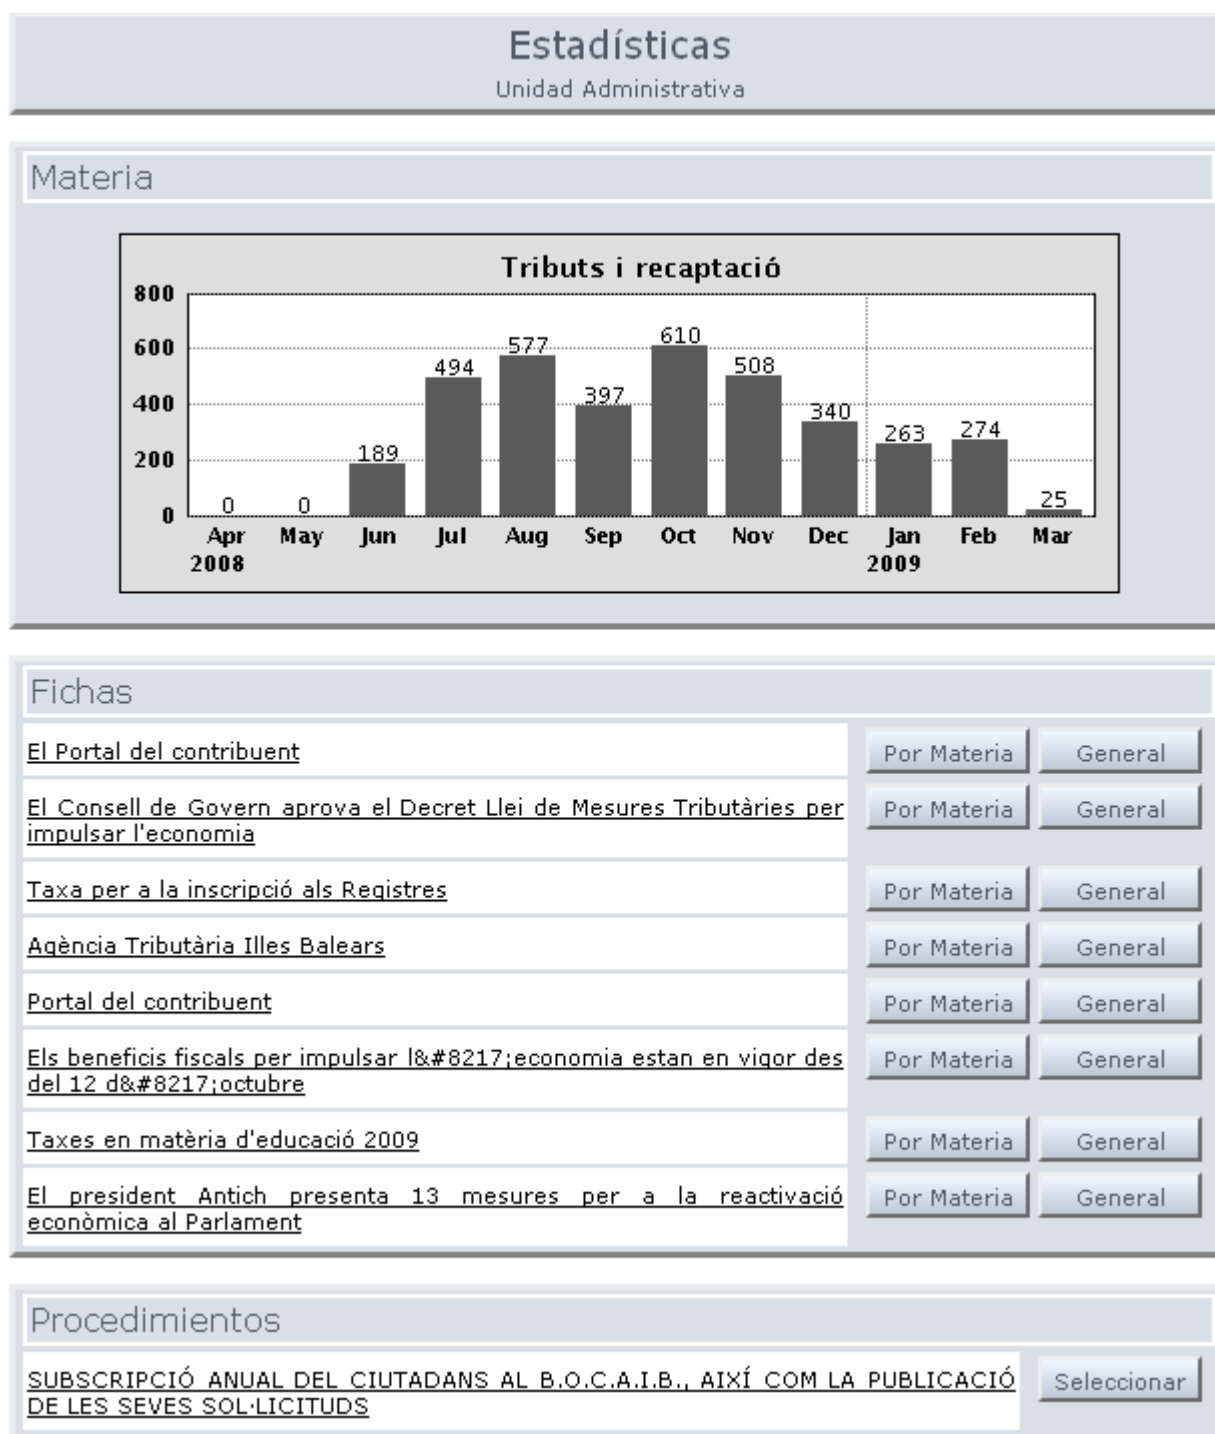 Estadísticas
Unidad Administrativa
Materia
Tributs i recaptació
800
600
400
200
0
0
0
189
494
577
397
610
508
340
263
274
25
Apr May Jun Jul Aug Sep Oct Nov Dec Jan Feb Mar
2008 2009
Fichas
El Portal del contribuent Por Materia General
El Consell de Govern aprova el Decret Llei de Mesures Tributàries per Por Materia General
impulsar l'economia
Taxa per a la inscripció als Registres Por Materia General
Agència Tributària Illes Balears Por Materia General
Portal del contribuent Por Materia General
Els beneficis fiscals per impulsar l&#8217;economia estan en vigor des Por Materia General
del 12 d&#8217;octubre
Taxes en matèria d'educació 2009 Por Materia General
El president Antich presenta 13 mesures per a la reactivació Por Materia General
econòmica al Parlament
Procedimientos
SUBSCRIPCIÓ ANUAL DEL CIUTADANS AL B.O.C.A.I.B., AIXÍ COM LA PUBLICACIÓ Seleccionar
DE LES SEVES SOL·LICITUDS